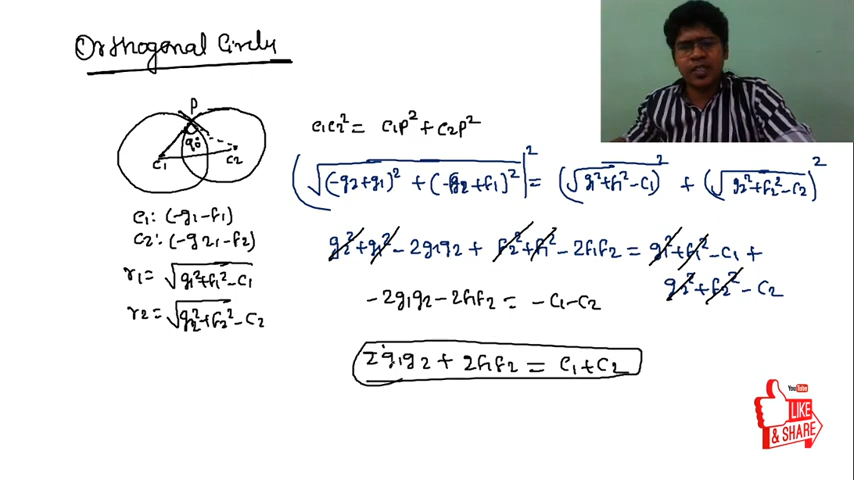 Orthogonal Circles
P
90°
C1
C2
C1C2² = C1P² + C2P²
(√(-g2+g1)² + (-g2+f1)²)² = (√g1²+f1²-C1)² + (√g2²+f2²-C2)²
C1: (-g1-f1)
C2: (-g21-f2)
g2²+g1²-2g1g2 + f2²+f1²-2f1f2 = g1²+f1²-C1 +
g2²+f2²-C2
r1 = √g1²+f1²-C1
r2 = √g2²+f2²-C2
-2g1g2-2f1f2 = -C1-C2
2g1g2 + 2f1f2 = C1+C2
YouTube
LIKE
& SHARE